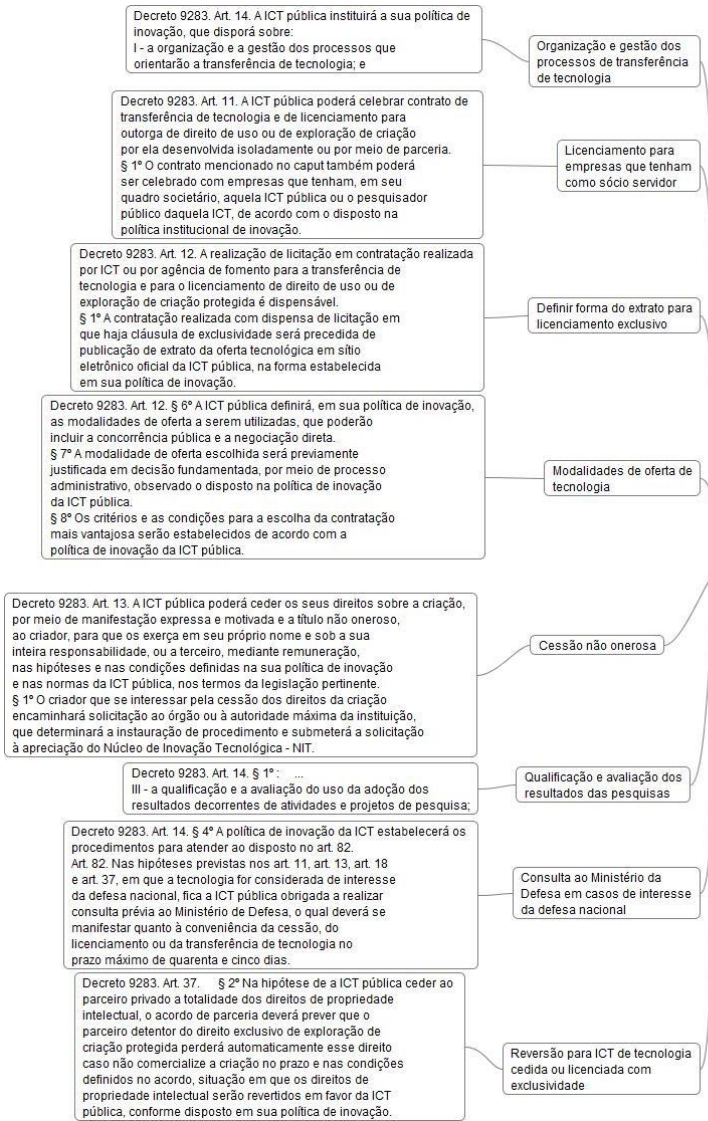 Decreto 9283. Art. 14. A ICT pública instituirá a sua política de
inovação, que disporá sobre:
I - a organização e a gestão dos processos que
orientarão a transferência de tecnologia; e
Organização e gestão dos
processos de transferência
de tecnologia
Decreto 9283. Art. 11. A ICT pública poderá celebrar contrato de
transferência de tecnologia e de licenciamento para
outorga de direito de uso ou de exploração de criação
por ela desenvolvida isoladamente ou por meio de parceria.
§ 1º O contrato mencionado no caput também poderá
ser celebrado com empresas que tenham, em seu
quadro societário, aquela ICT pública ou o pesquisador
público daquela ICT, de acordo com o disposto na
política institucional de inovação.
Licenciamento para
empresas que tenham
como sócio servidor
Decreto 9283. Art. 12. A realização de licitação em contratação realizada
por ICT ou por agência de fomento para a transferência de
tecnologia e para o licenciamento de direito de uso ou de
exploração de criação protegida é dispensável.
§ 1º A contratação realizada com dispensa de licitação em
que haja cláusula de exclusividade será precedida de
publicação de extrato da oferta tecnológica em sítio
eletrônico oficial da ICT pública, na forma estabelecida
em sua política de inovação.
Definir forma do extrato para
licenciamento exclusivo
Decreto 9283. Art. 12. § 6º A ICT pública definirá, em sua política de inovação,
as modalidades de oferta a serem utilizadas, que poderão
incluir a concorrência pública e a negociação direta.
§ 7º A modalidade de oferta escolhida será previamente
justificada em decisão fundamentada, por meio de processo
administrativo, observado o disposto na política de inovação
da ICT pública.
§ 8º Os critérios e as condições para a escolha da contratação
mais vantajosa serão estabelecidos de acordo com a
política de inovação da ICT pública.
Modalidades de oferta de
tecnologia
Decreto 9283. Art. 13. A ICT pública poderá ceder os seus direitos sobre a criação,
por meio de manifestação expressa e motivada e a título não oneroso,
ao criador, para que os exerça em seu próprio nome e sob a sua
inteira responsabilidade, ou a terceiro, mediante remuneração,
nas hipóteses e nas condições definidas na sua política de inovação
e nas normas da ICT pública, nos termos da legislação pertinente.
§ 1º O criador que se interessar pela cessão dos direitos da criação
encaminhará solicitação ao órgão ou à autoridade máxima da instituição,
que determinará a instauração de procedimento e submeterá a solicitação
à apreciação do Núcleo de Inovação Tecnológica - NIT.
Cessão não onerosa
Decreto 9283. Art. 14. § 1º : ...
III - a qualificação e a avaliação do uso da adoção dos
resultados decorrentes de atividades e projetos de pesquisa;
Qualificação e avaliação dos
resultados das pesquisas
Decreto 9283. Art. 14. § 4º A política de inovação da ICT estabelecerá os
procedimentos para atender ao disposto no art. 82.
Art. 82. Nas hipóteses previstas nos art. 11, art. 13, art. 18
e art. 37, em que a tecnologia for considerada de interesse
da defesa nacional, fica a ICT pública obrigada a realizar
consulta prévia ao Ministério de Defesa, o qual deverá se
manifestar quanto à conveniência da cessão, do
licenciamento ou da transferência de tecnologia no
prazo máximo de quarenta e cinco dias.
Consulta ao Ministério da
Defesa em casos de interesse
da defesa nacional
Decreto 9283. Art. 37. § 2º Na hipótese de a ICT pública ceder ao
parceiro privado a totalidade dos direitos de propriedade
intelectual, o acordo de parceria deverá prever que o
parceiro detentor do direito exclusivo de exploração de
criação protegida perderá automaticamente esse direito
caso não comercialize a criação no prazo e nas condições
definidos no acordo, situação em que os direitos de
propriedade intelectual serão revertidos em favor da ICT
pública, conforme disposto em sua política de inovação.
Reversão para ICT de tecnologia
cedida ou licenciada com
exclusividade